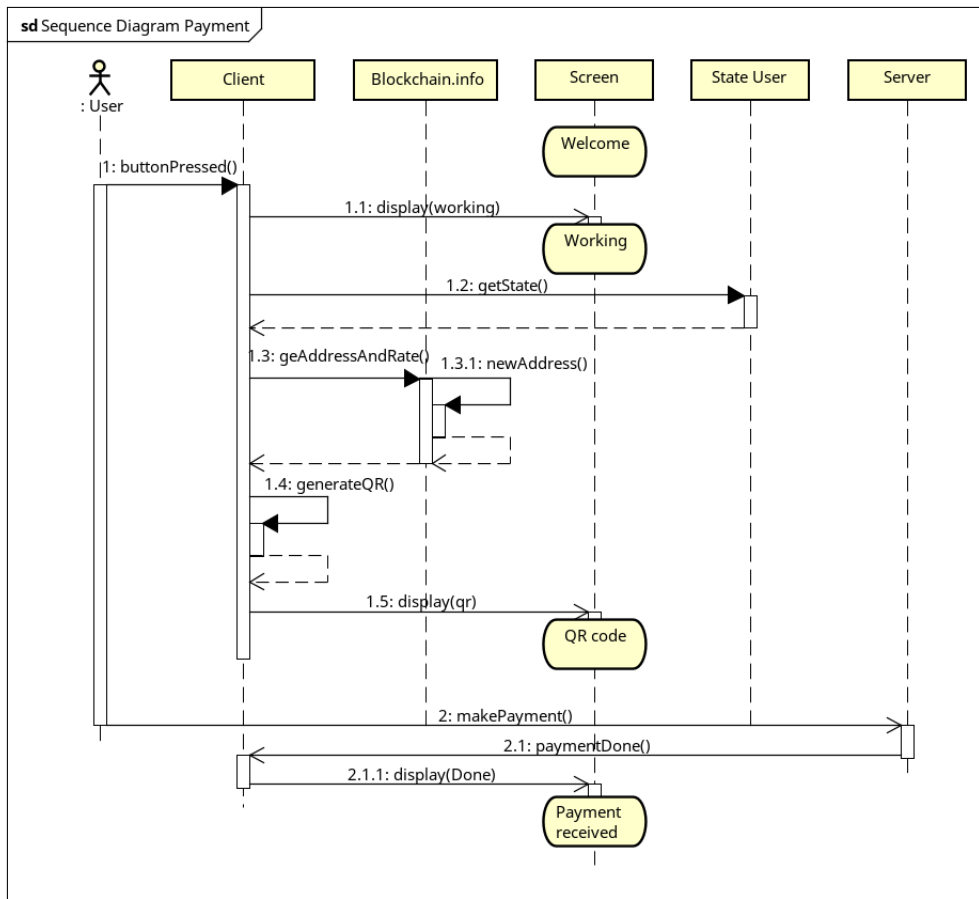 sd Sequence Diagram Payment
: User
Client
Blockchain.info
Screen
State User
Server
Welcome
1: buttonPressed()
1.1: display(working)
Working
1.2: getState()
1.3: geAddressAndRate()
1.3.1: newAddress()
1.4: generateQR()
1.5: display(qr)
QR code
2: makePayment()
2.1: paymentDone()
2.1.1: display(Done)
Payment
received